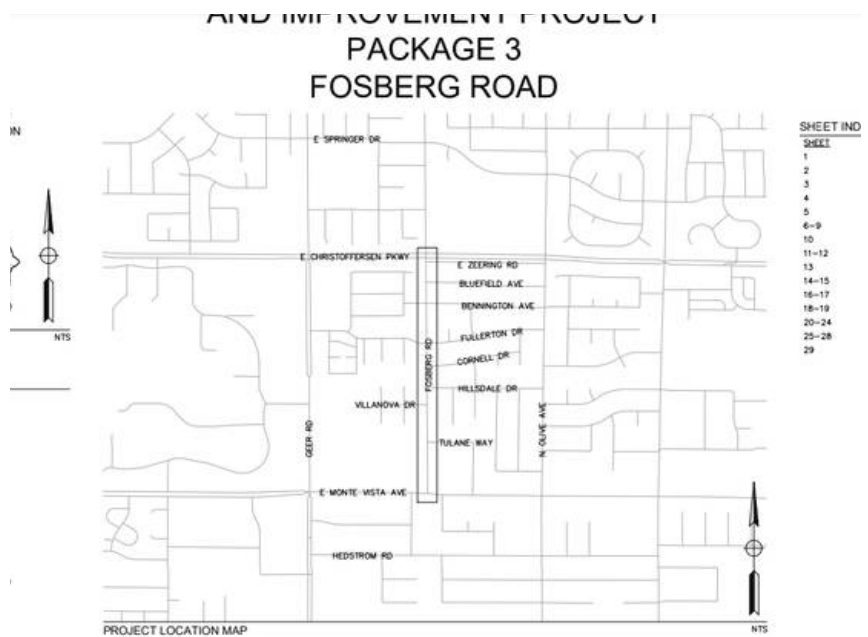 AND IMPROVEMENT PROJECT
PACKAGE 3
FOSBERG ROAD
ON
NTS
E SPRINGER DR
E CHRISTOFFERSEN PKWY
E ZEERING RD
BLUEFIELD AVE
BENNINGTON AVE
FULLERTON DR
CORNELL DR
FOSBERG RD
HILLSDALE DR
VILLANOVA DR
GEER RD
N. OLIVE AVE
TULANE WAY
E MONTE VISTA AVE
HEDSTROM RD
PROJECT LOCATION MAP
NTS
SHEET IND
SHEET
1
2
3
4
5
6-9
10
11-12
13
14-15
16-17
18-19
20-24
25-28
29